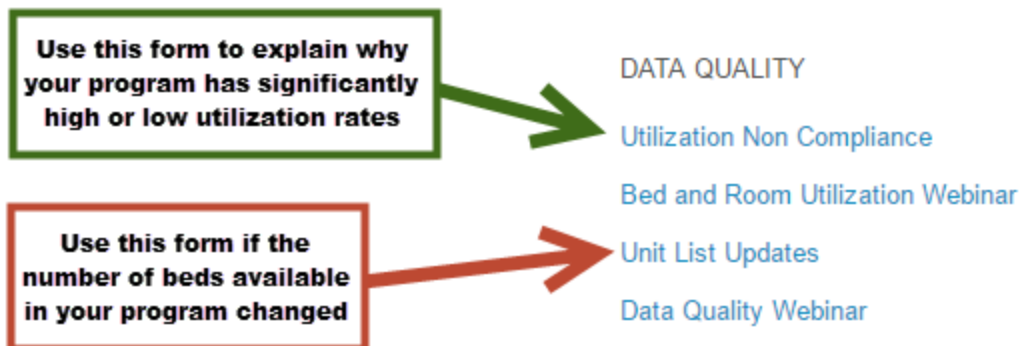 Use this form to explain why
your program has significantly
high or low utilization rates
DATA QUALITY
Utilization Non Compliance
Bed and Room Utilization Webinar
Use this form if the
number of beds available
in your program changed
Unit List Updates
Data Quality Webinar